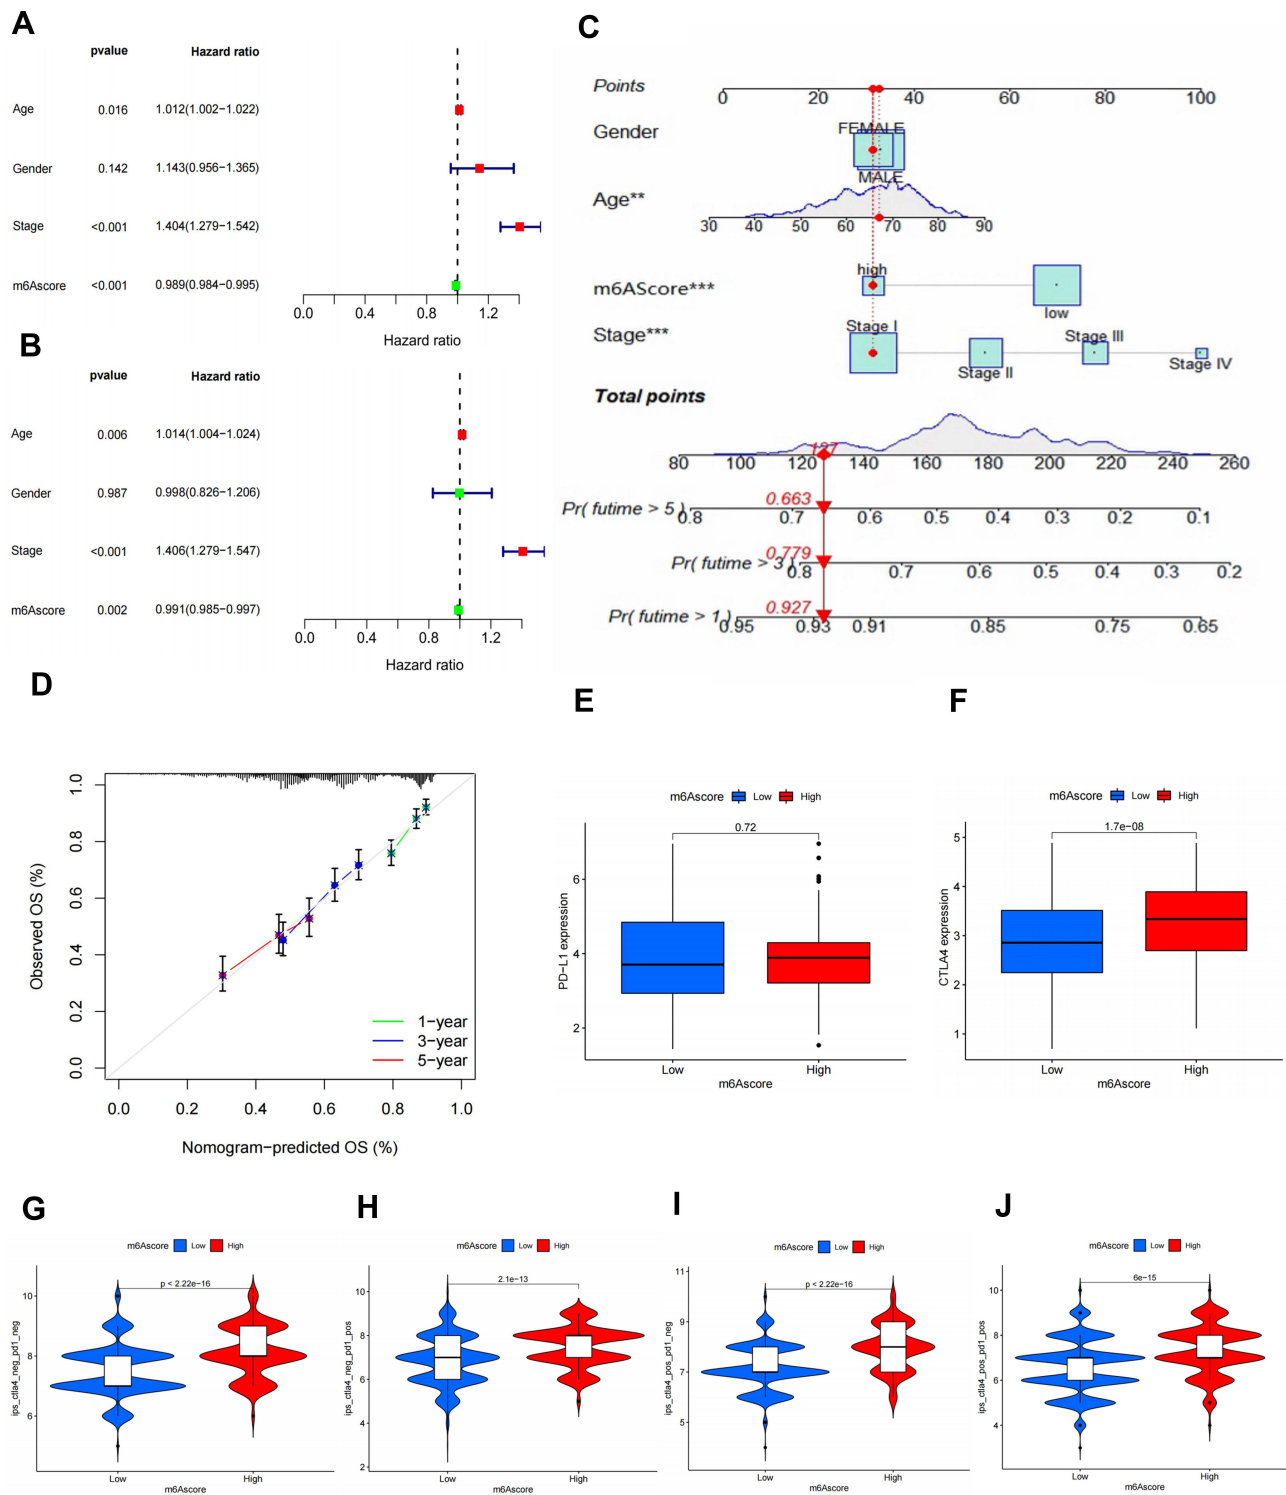 A
pvalue Hazard ratio
Age 0.016 1.012(1.002−1.022)
Gender 0.142 1.143(0.956−1.365)
Stage <0.001 1.404(1.279−1.542)
m6Ascore <0.001 0.989(0.984−0.995)
0.0 0.4 0.8 1.2
Hazard ratio
B
pvalue Hazard ratio
Age 0.006 1.014(1.004−1.024)
Gender 0.987 0.998(0.826−1.206)
Stage <0.001 1.406(1.279−1.547)
m6Ascore 0.002 0.991(0.985−0.997)
0.0 0.4 0.8 1.2
Hazard ratio
C
Points
0 20 40 60 80 100
Gender
FEMALE
MALE
Age**
30 40 50 60 70 80 90
m6AScore***
high
low
Stage***
Stage I
Stage II
Stage III
Stage IV
Total points
127
80 100 120 140 160 180 200 220 240 260
Pr( futime > 5 )
0.663
0.8 0.7 0.6 0.5 0.4 0.3 0.2 0.1
Pr( futime > 3 )
0.779
0.8 0.7 0.6 0.5 0.4 0.3 0.2
Pr( futime > 1 )
0.927
0.95 0.93 0.91 0.85 0.75 0.65
D
Observed OS (%)
0.0 0.2 0.4 0.6 0.8 1.0
1−year
3−year
5−year
0.0 0.2 0.4 0.6 0.8 1.0
Nomogram−predicted OS (%)
E
m6Ascore Low High
0.72
PD−L1 expression
6
4
2
Low High
m6Ascore
F
m6Ascore Low High
1.7e−08
CTLA4 expression
5
4
3
2
1
Low High
m6Ascore
G
m6Ascore Low High
p < 2.22e−16
ips_ctla4_neg_pd1_neg
10
8
6
Low High
m6Ascore
H
m6Ascore Low High
2.1e−13
ips_ctla4_neg_pd1_pos
10
8
6
4
2
Low High
m6Ascore
I
m6Ascore Low High
p < 2.22e−16
ips_ctla4_pos_pd1_neg
11
9
7
5
Low High
m6Ascore
J
m6Ascore Low High
6e−15
ips_ctla4_pos_pd1_pos
10
8
6
4
Low High
m6Ascore